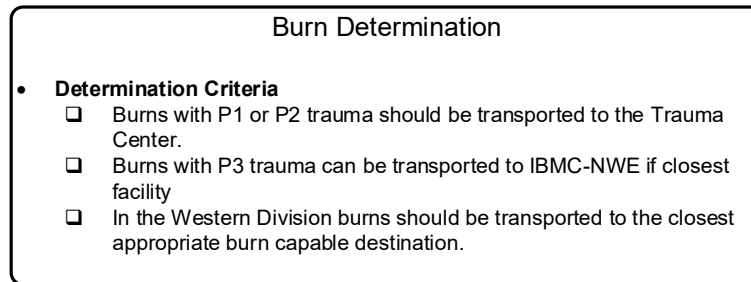 Burn Determination
• Determination Criteria
❑ Burns with P1 or P2 trauma should be transported to the Trauma
Center.
❑ Burns with P3 trauma can be transported to IBMC-NWE if closest
facility
❑ In the Western Division burns should be transported to the closest
appropriate burn capable destination.